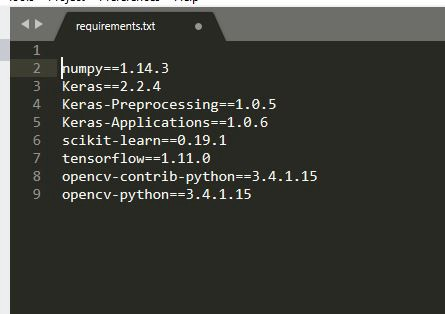 requirements.txt
1
2 numpy==1.14.3
3 Keras==2.2.4
4 Keras-Preprocessing==1.0.5
5 Keras-Applications==1.0.6
6 scikit-learn==0.19.1
7 tensorflow==1.11.0
8 opencv-contrib-python==3.4.1.15
9 opencv-python==3.4.1.15